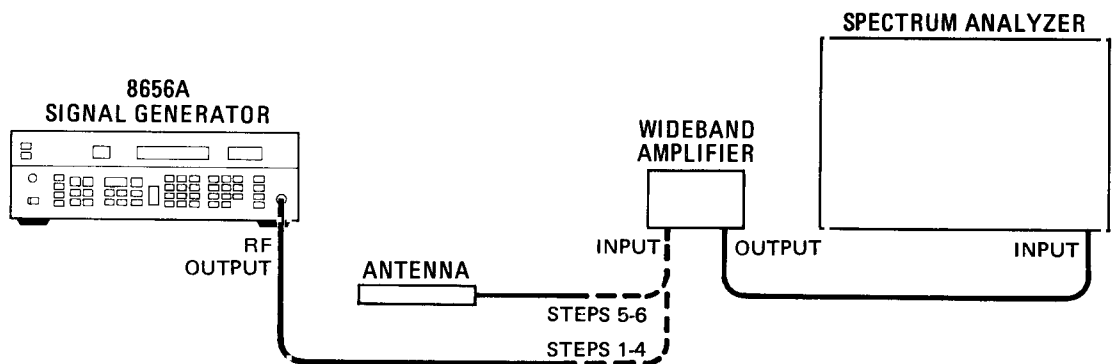 SPECTRUM ANALYZER
8656A
SIGNAL GENERATOR
WIDEBAND
AMPLIFIER
RF
OUTPUT
INPUT
OUTPUT
INPUT
ANTENNA
STEPS 5-6
STEPS 1-4